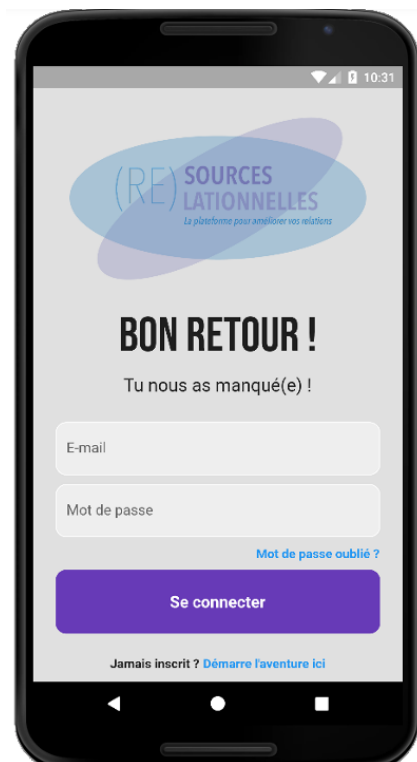 10:31
(RE) SOURCES
LATIONNELLES
La plateforme pour améliorer vos relations
BON RETOUR !
Tu nous as manqué(e) !
E-mail
Mot de passe
Mot de passe oublié ?
Se connecter
Jamais inscrit ? Démarre l'aventure ici